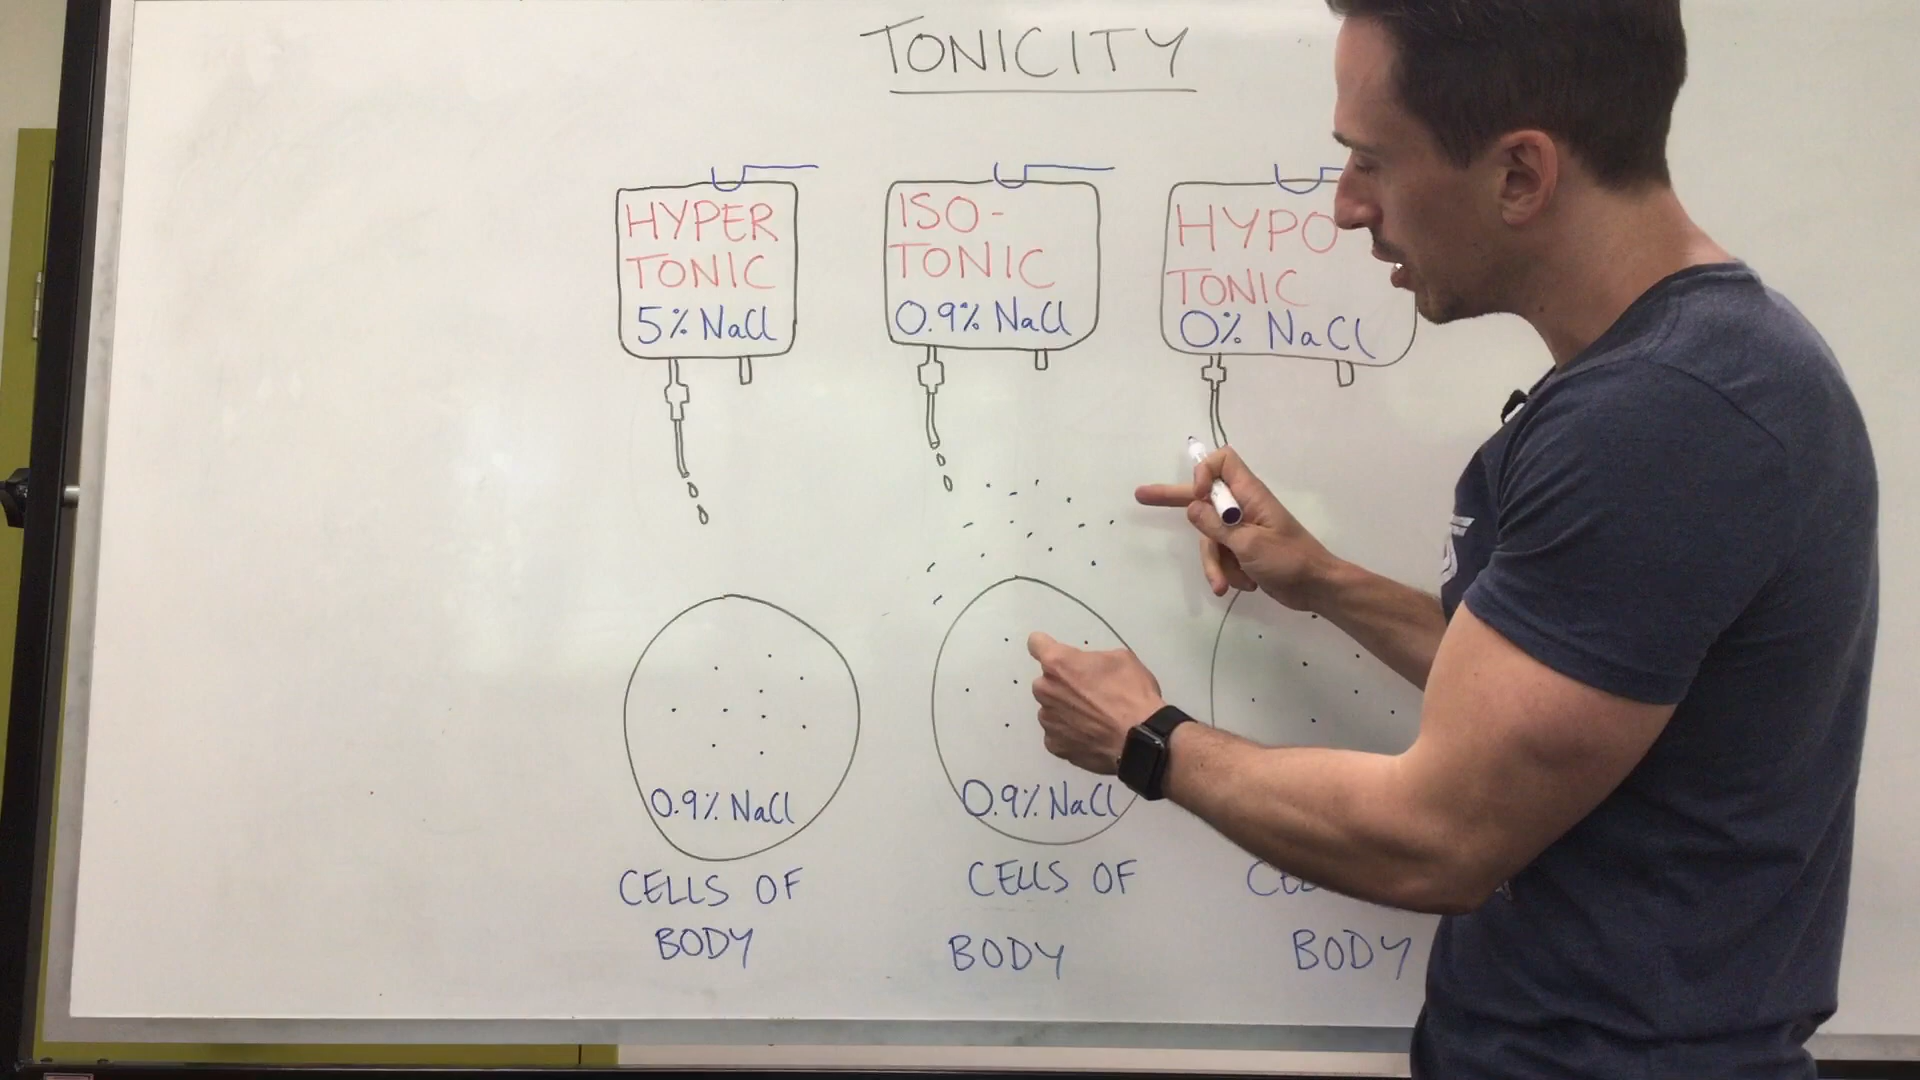 TONICITY
HYPER
TONIC
5% NaCl
ISO-
TONIC
0.9% NaCl
HYPO
TONIC
0% NaCl
0.9% NaCl
CELLS OF
BODY
0.9% NaCl
CELLS OF
BODY
BODY